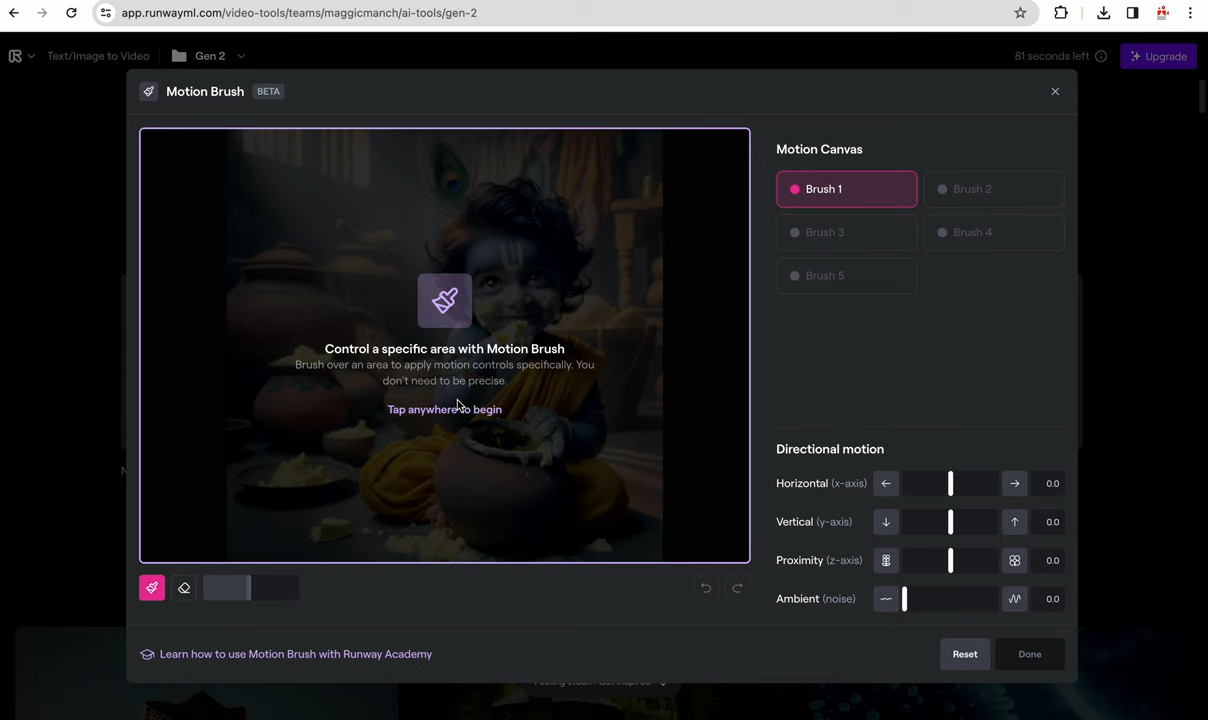 app.runwayml.com/video-tools/teams/maggicmanch/ai-tools/gen-2
Text/Image to Video
Gen 2
81 seconds left
Upgrade
Motion Brush
BETA
Control a specific area with Motion Brush
Brush over an area to apply motion controls specifically. You
don't need to be precise.
Tap anywhere to begin
Motion Canvas
Brush 1
Brush 2
Brush 3
Brush 4
Brush 5
Directional motion
Horizontal (x-axis)
0.0
Vertical (y-axis)
0.0
Proximity (z-axis)
0.0
Ambient (noise)
0.0
Learn how to use Motion Brush with Runway Academy
Reset
Done